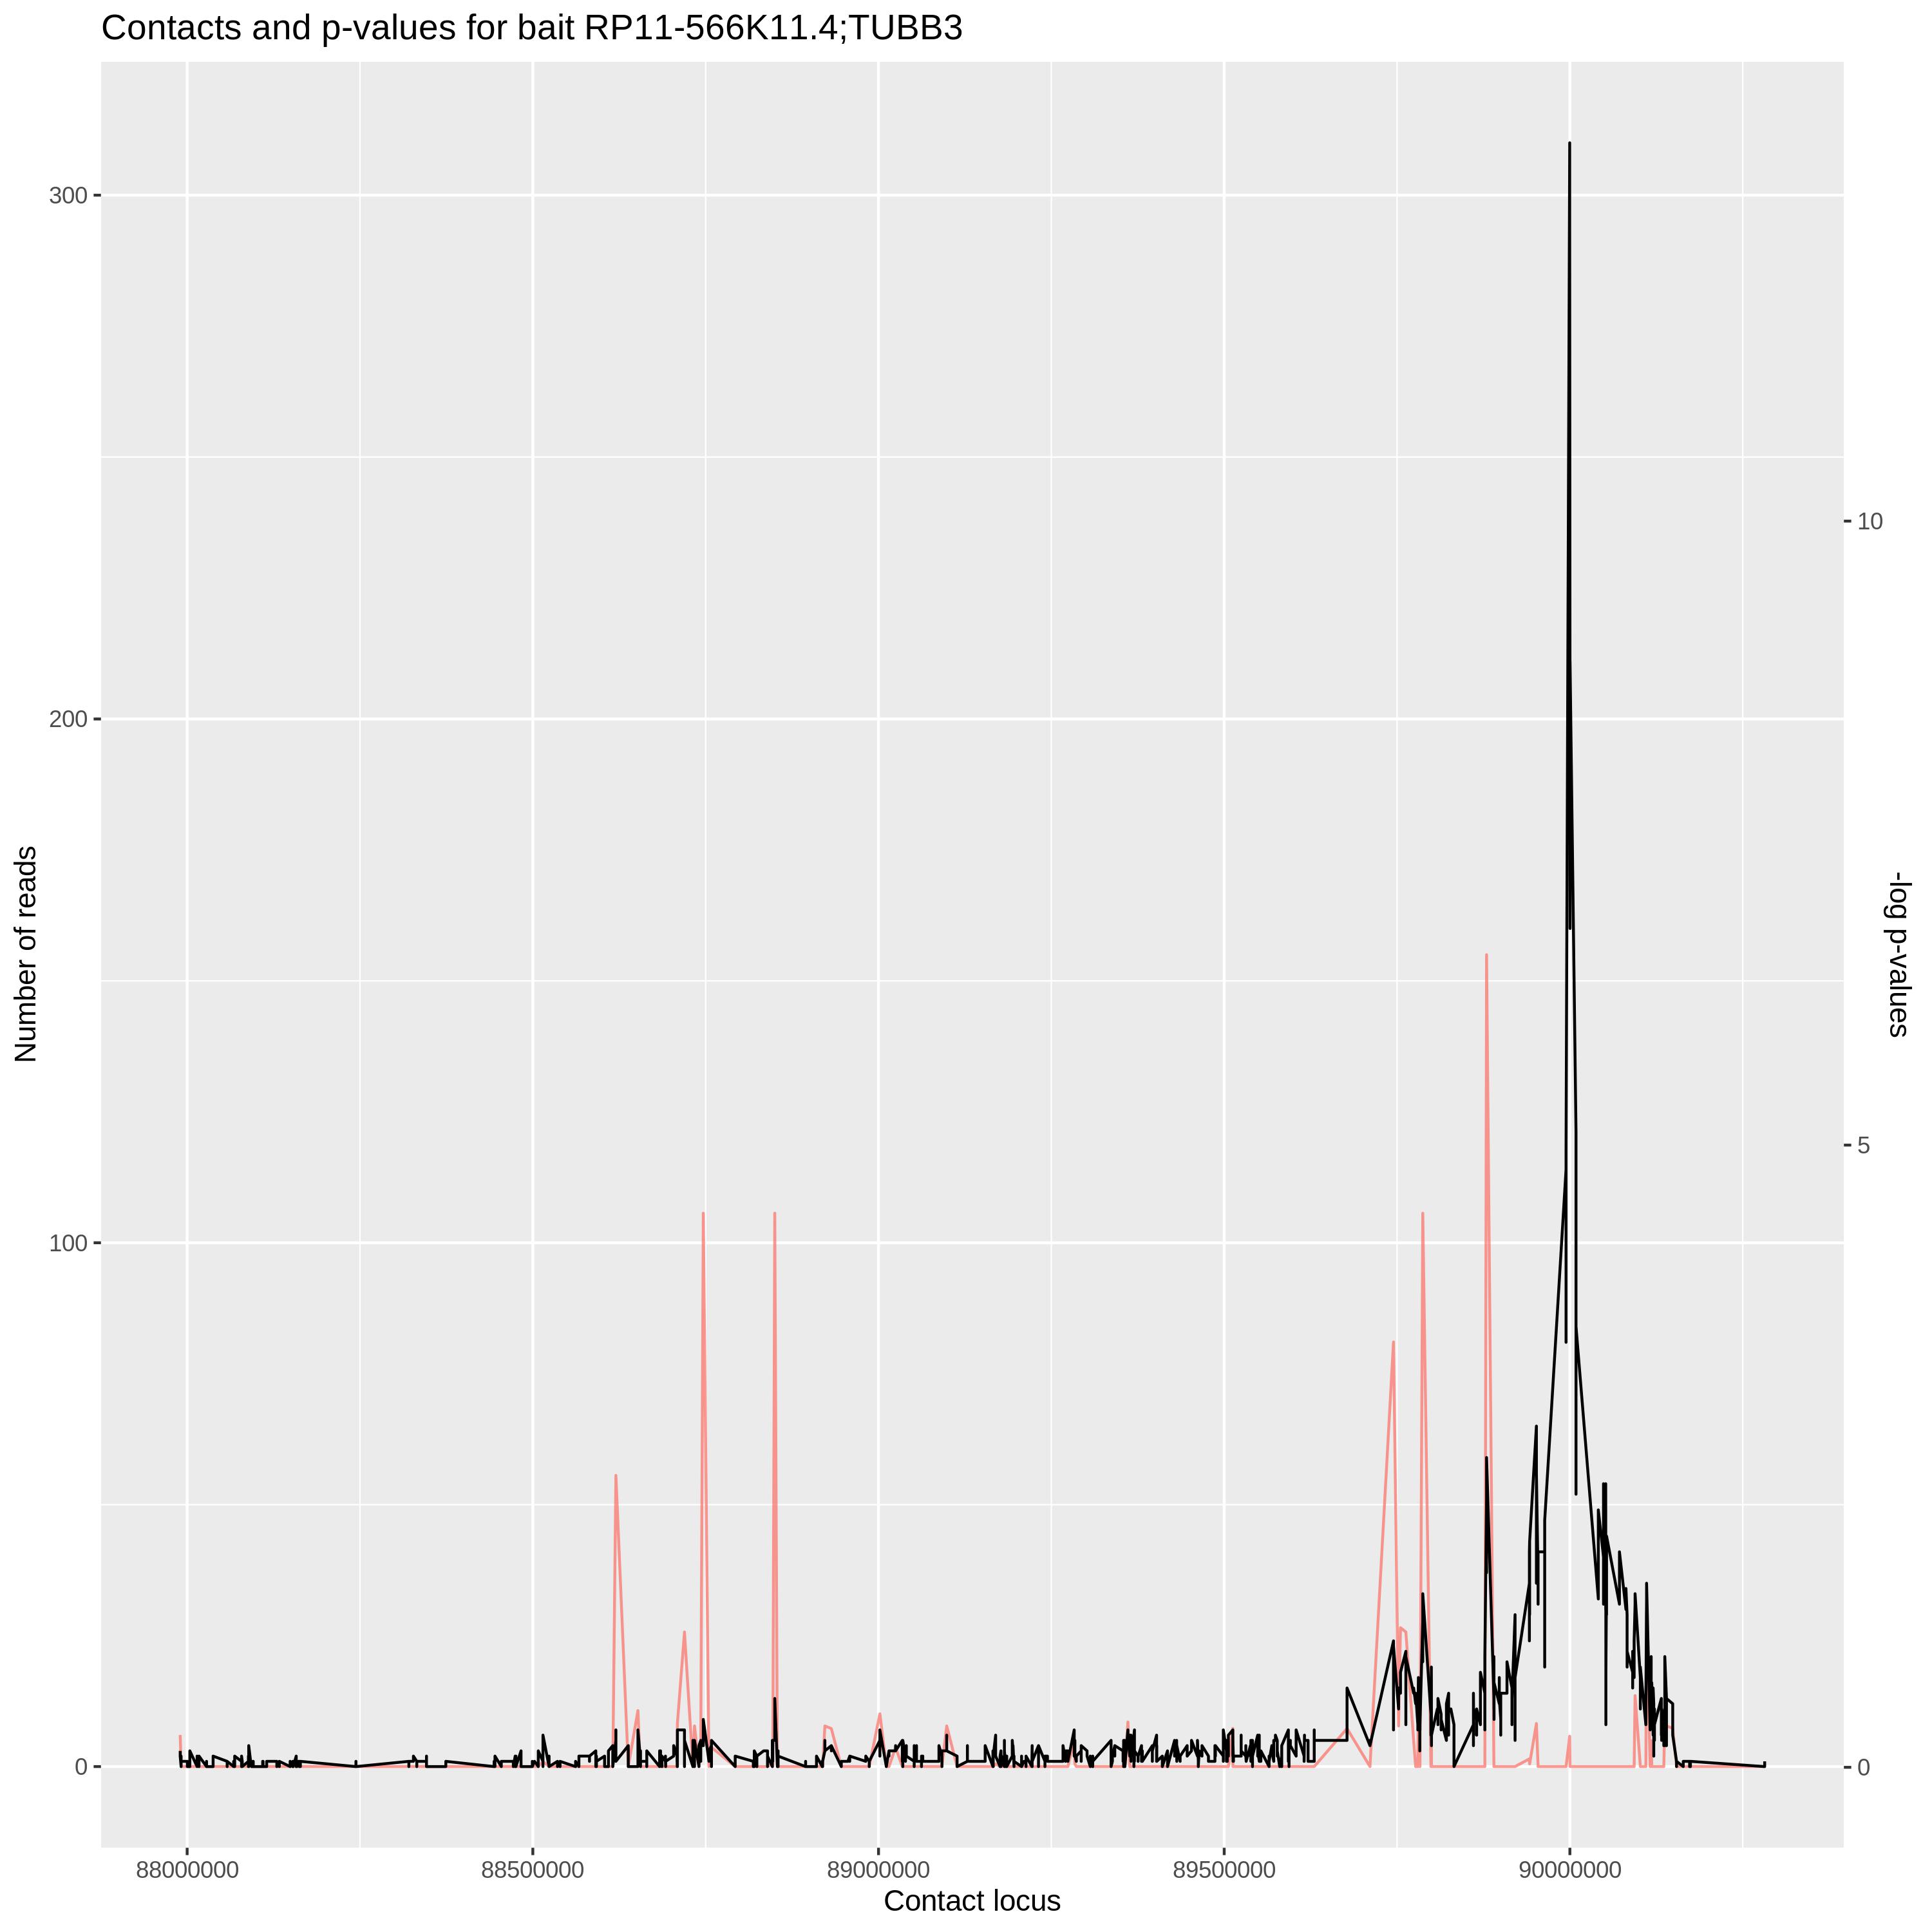 Contacts and p-values for bait RP11-566K11.4;TUBB3
300
200
100
0
Number of reads
10
5
0
-log p-values
88000000 88500000 89000000 89500000 90000000
Contact locus